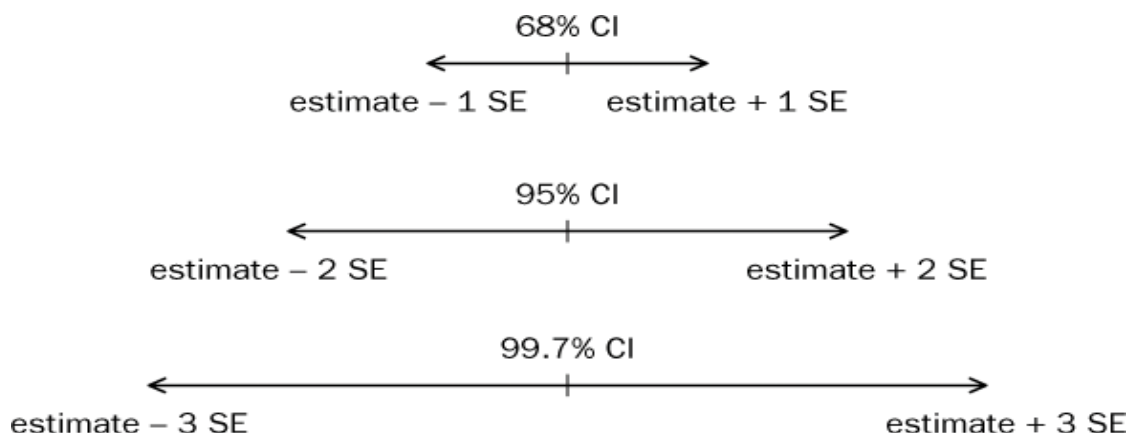 68% CI
estimate – 1 SE estimate + 1 SE
95% CI
estimate – 2 SE estimate + 2 SE
99.7% CI
estimate – 3 SE estimate + 3 SE